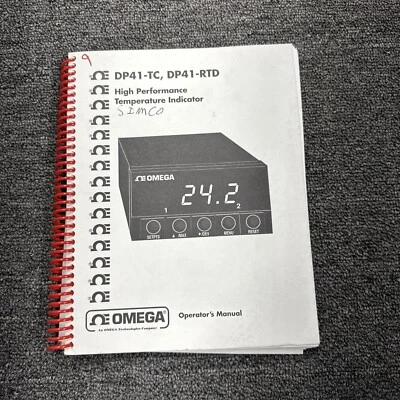 9
DP41-TC, DP41-RTD
High Performance
Temperature Indicator
SIMCO
OMEGA
24.2
1 2
SETPTS MAX /DEV MENU RESET
OMEGA
An OMEGA Technologies Company
Operator's Manual